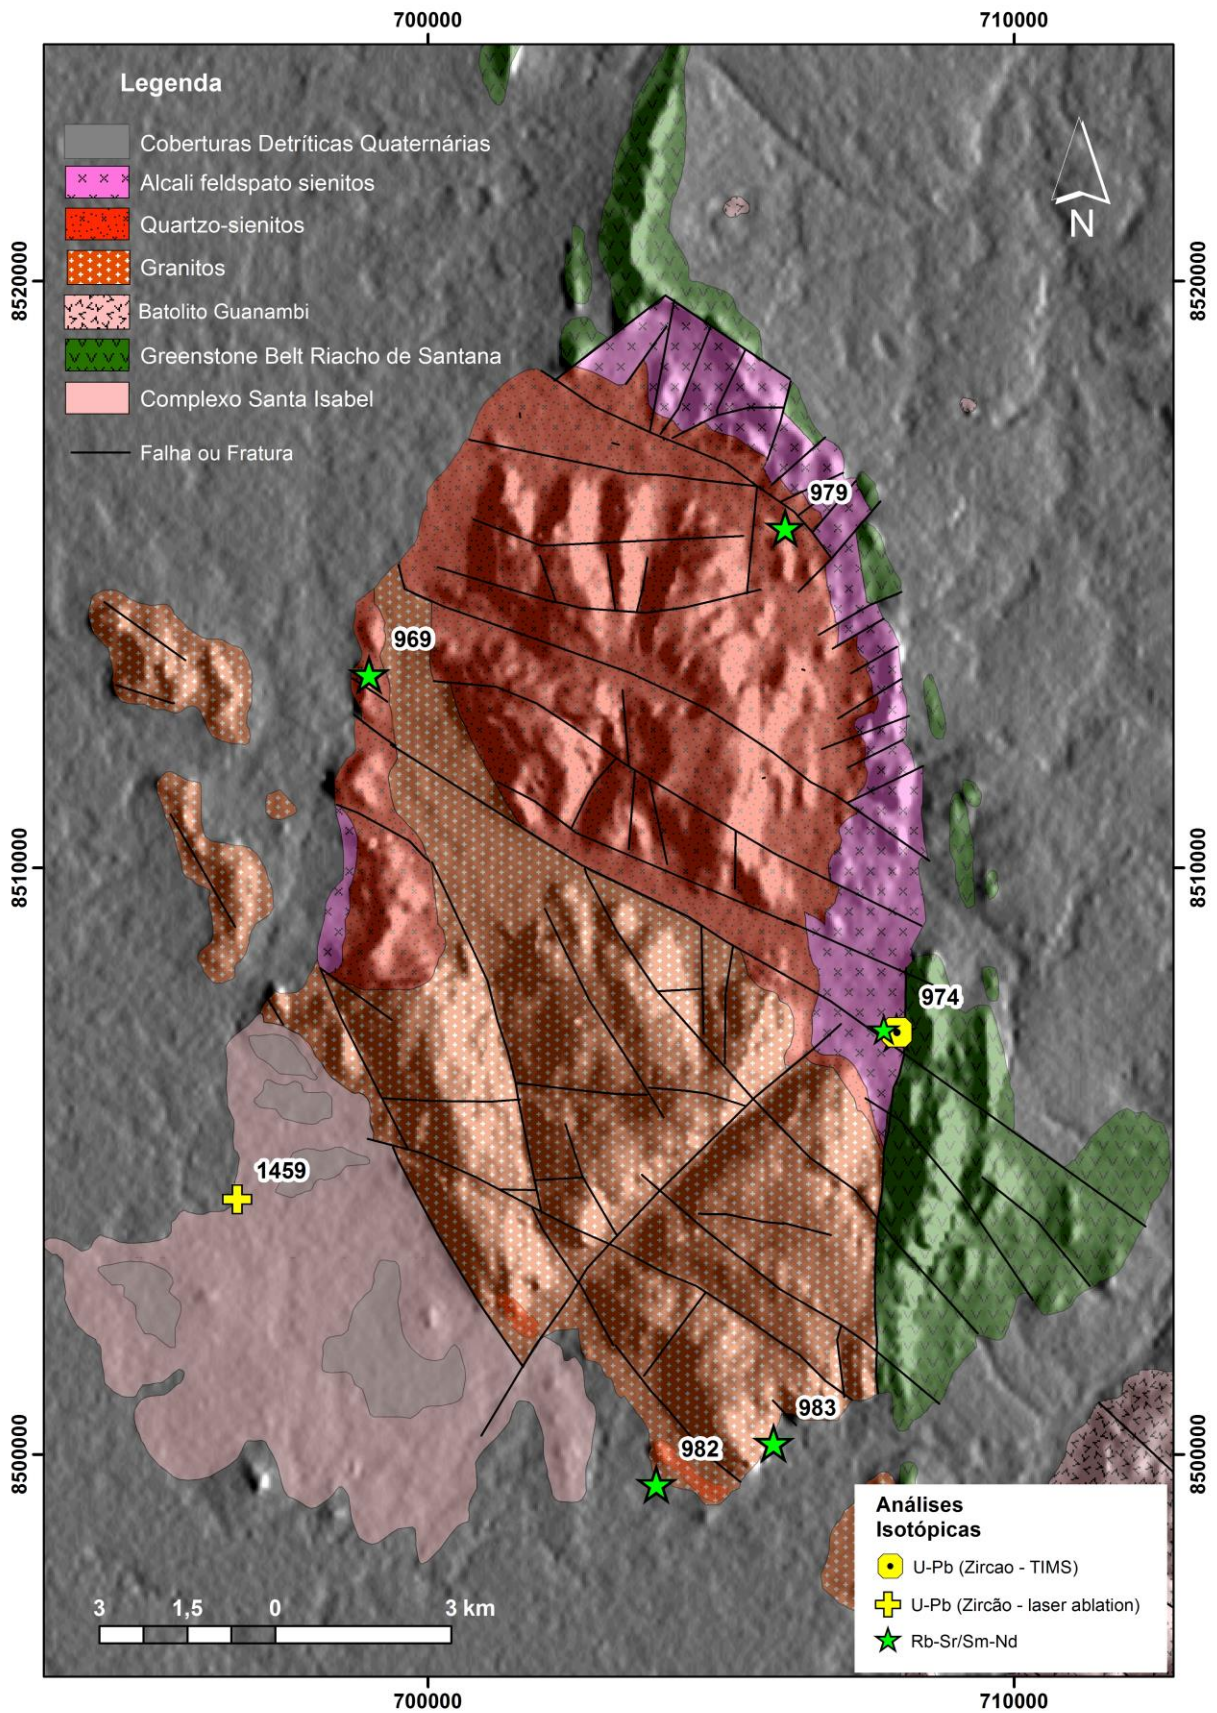 700000
710000
Legenda
Coberturas Detríticas Quaternárias
Alcali feldspato sienitos
Quartzo-sienitos
Granitos
Batolito Guanambi
Greenstone Belt Riacho de Santana
Complexo Santa Isabel
Falha ou Fratura
N
8520000
8520000
979
969
8510000
8510000
974
1459
983
982
8500000
8500000
Análises
Isotópicas
U-Pb (Zircao - TIMS)
U-Pb (Zircão - laser ablation)
Rb-Sr/Sm-Nd
3 1,5 0 3 km
700000
710000